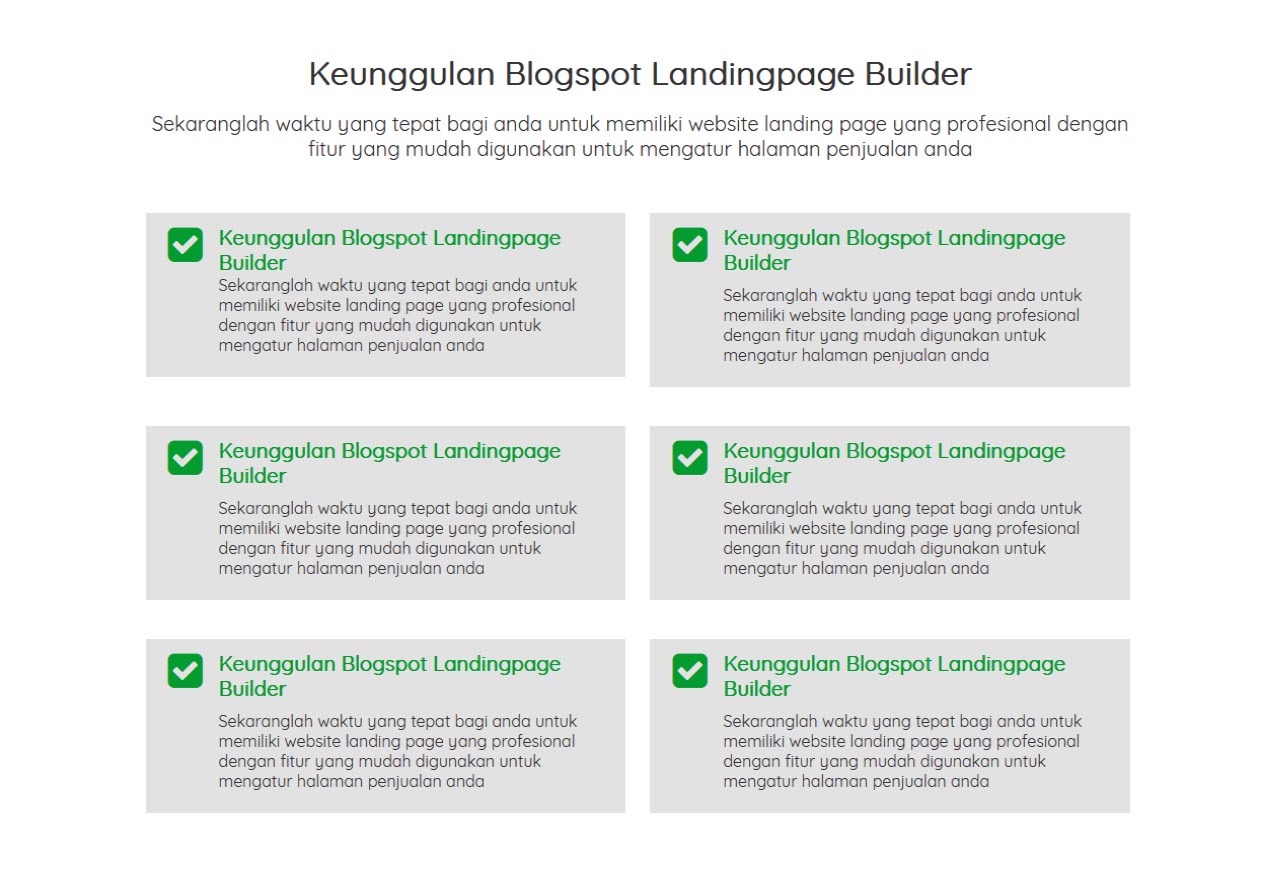 Keunggulan Blogspot Landingpage Builder
Sekaranglah waktu yang tepat bagi anda untuk memiliki website landing page yang profesional dengan
fitur yang mudah digunakan untuk mengatur halaman penjualan anda
Keunggulan Blogspot Landingpage
Builder
Sekaranglah waktu yang tepat bagi anda untuk
memiliki website landing page yang profesional
dengan fitur yang mudah digunakan untuk
mengatur halaman penjualan anda
Keunggulan Blogspot Landingpage
Builder
Sekaranglah waktu yang tepat bagi anda untuk
memiliki website landing page yang profesional
dengan fitur yang mudah digunakan untuk
mengatur halaman penjualan anda
Keunggulan Blogspot Landingpage
Builder
Sekaranglah waktu yang tepat bagi anda untuk
memiliki website landing page yang profesional
dengan fitur yang mudah digunakan untuk
mengatur halaman penjualan anda
Keunggulan Blogspot Landingpage
Builder
Sekaranglah waktu yang tepat bagi anda untuk
memiliki website landing page yang profesional
dengan fitur yang mudah digunakan untuk
mengatur halaman penjualan anda
Keunggulan Blogspot Landingpage
Builder
Sekaranglah waktu yang tepat bagi anda untuk
memiliki website landing page yang profesional
dengan fitur yang mudah digunakan untuk
mengatur halaman penjualan anda
Keunggulan Blogspot Landingpage
Builder
Sekaranglah waktu yang tepat bagi anda untuk
memiliki website landing page yang profesional
dengan fitur yang mudah digunakan untuk
mengatur halaman penjualan anda